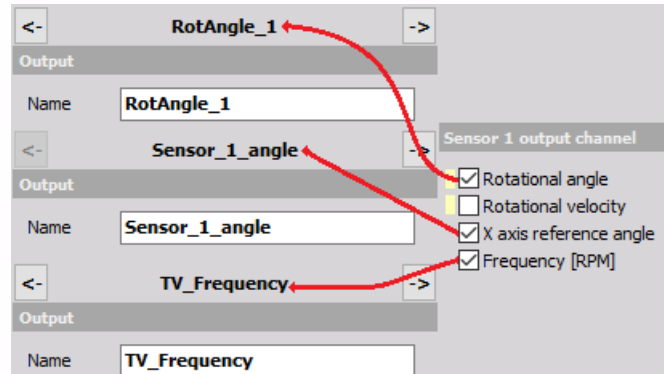 <- RotAngle_1 ->
Output
Name RotAngle_1
<- Sensor_1_angle ->
Output
Name Sensor_1_angle
<- TV_Frequency ->
Output
Name TV_Frequency
Sensor 1 output channel
Rotational angle
Rotational velocity
X axis reference angle
Frequency [RPM]